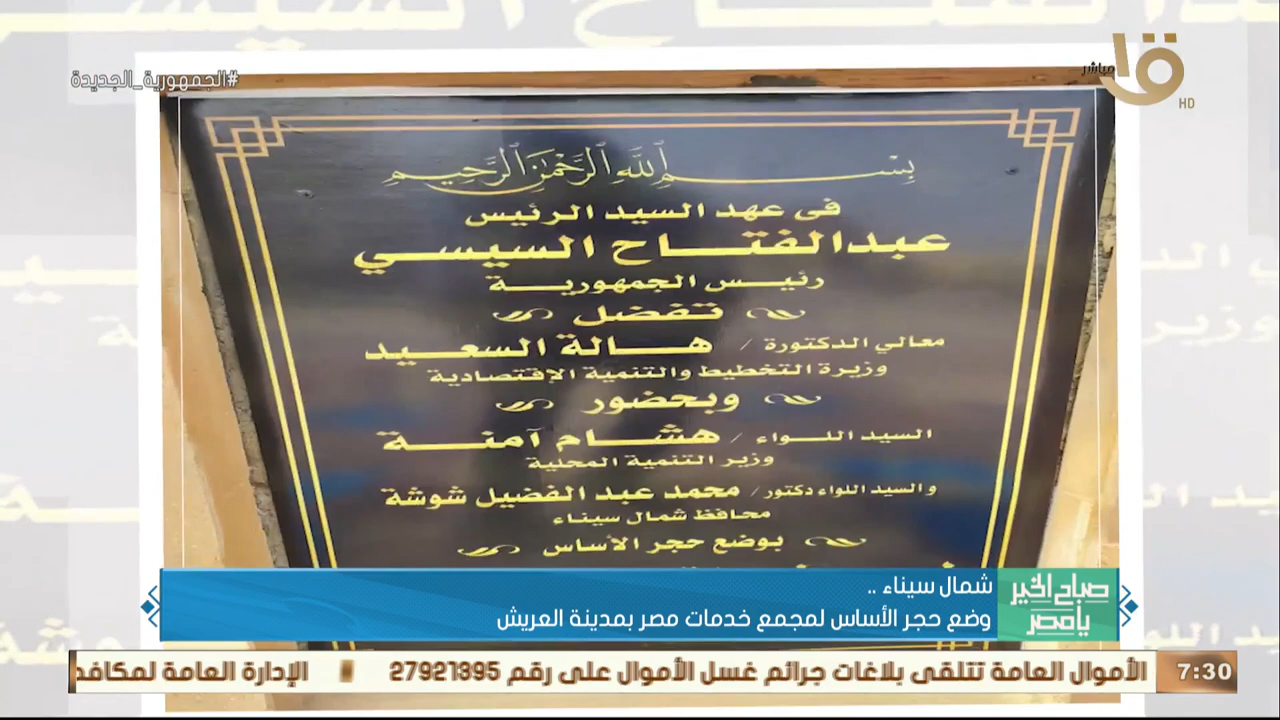 #الجمهورية_الجديدة
مباشر
HD
بسم الله الرحمن الرحيم
فى عهد السيد الرئيس
عبدالفتاح السيسي
رئيس الجمهورية
تفضل
معالي الدكتورة / هالة السعيد
وزيرة التخطيط والتنمية الإقتصادية
وبحضور
السيد اللواء / هشام آمنة
وزير التنمية المحلية
والسيد اللواء دكتور/ محمد عبد الفضيل شوشة
محافظ شمال سيناء
بوضع حجر الأساس
صباح الخير يا مصر
شمال سيناء ..
وضع حجر الأساس لمجمع خدمات مصر بمدينة العريش
7:30
الأموال العامة تتلقى بلاغات جرائم غسل الأموال على رقم 27921395
الإدارة العامة لمكافحـ